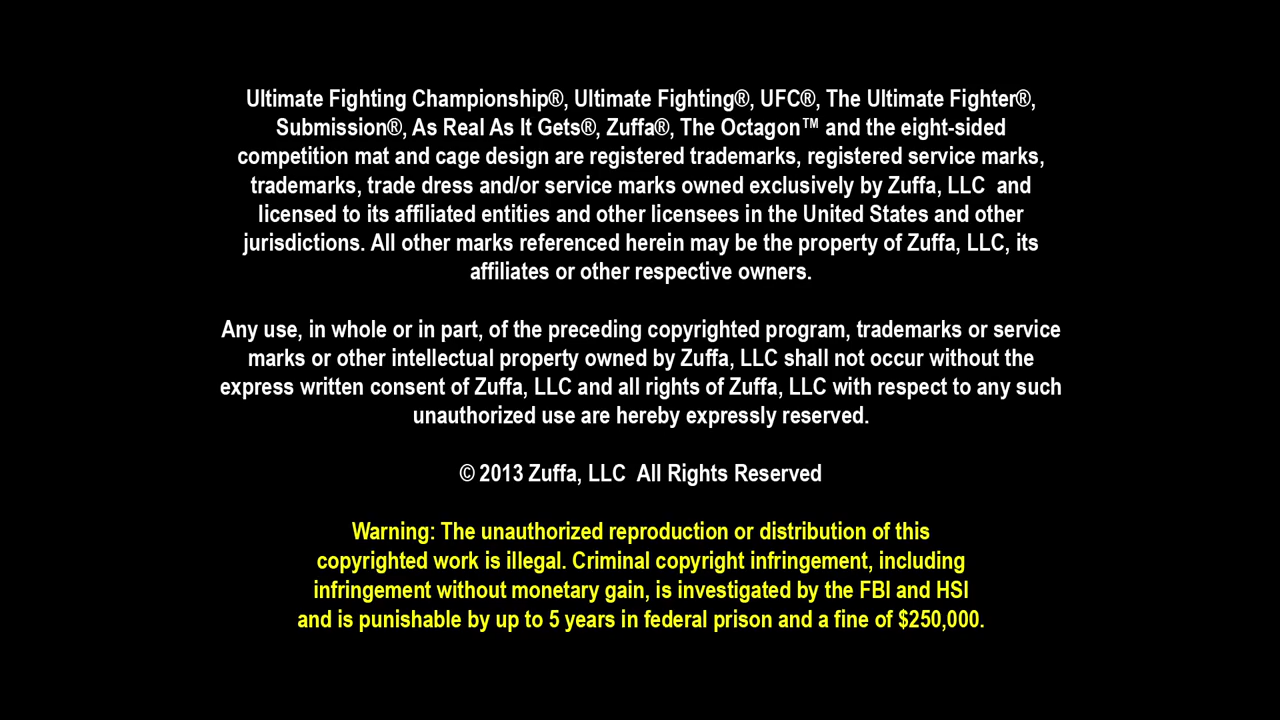 Ultimate Fighting Championship®, Ultimate Fighting®, UFC®, The Ultimate Fighter®,
Submission®, As Real As It Gets®, Zuffa®, The Octagon™ and the eight-sided
competition mat and cage design are registered trademarks, registered service marks,
trademarks, trade dress and/or service marks owned exclusively by Zuffa, LLC  and
licensed to its affiliated entities and other licensees in the United States and other
jurisdictions. All other marks referenced herein may be the property of Zuffa, LLC, its
affiliates or other respective owners.
Any use, in whole or in part, of the preceding copyrighted program, trademarks or service
marks or other intellectual property owned by Zuffa, LLC shall not occur without the
express written consent of Zuffa, LLC and all rights of Zuffa, LLC with respect to any such
unauthorized use are hereby expressly reserved.
© 2013 Zuffa, LLC  All Rights Reserved
Warning: The unauthorized reproduction or distribution of this
copyrighted work is illegal. Criminal copyright infringement, including
infringement without monetary gain, is investigated by the FBI and HSI
and is punishable by up to 5 years in federal prison and a fine of $250,000.